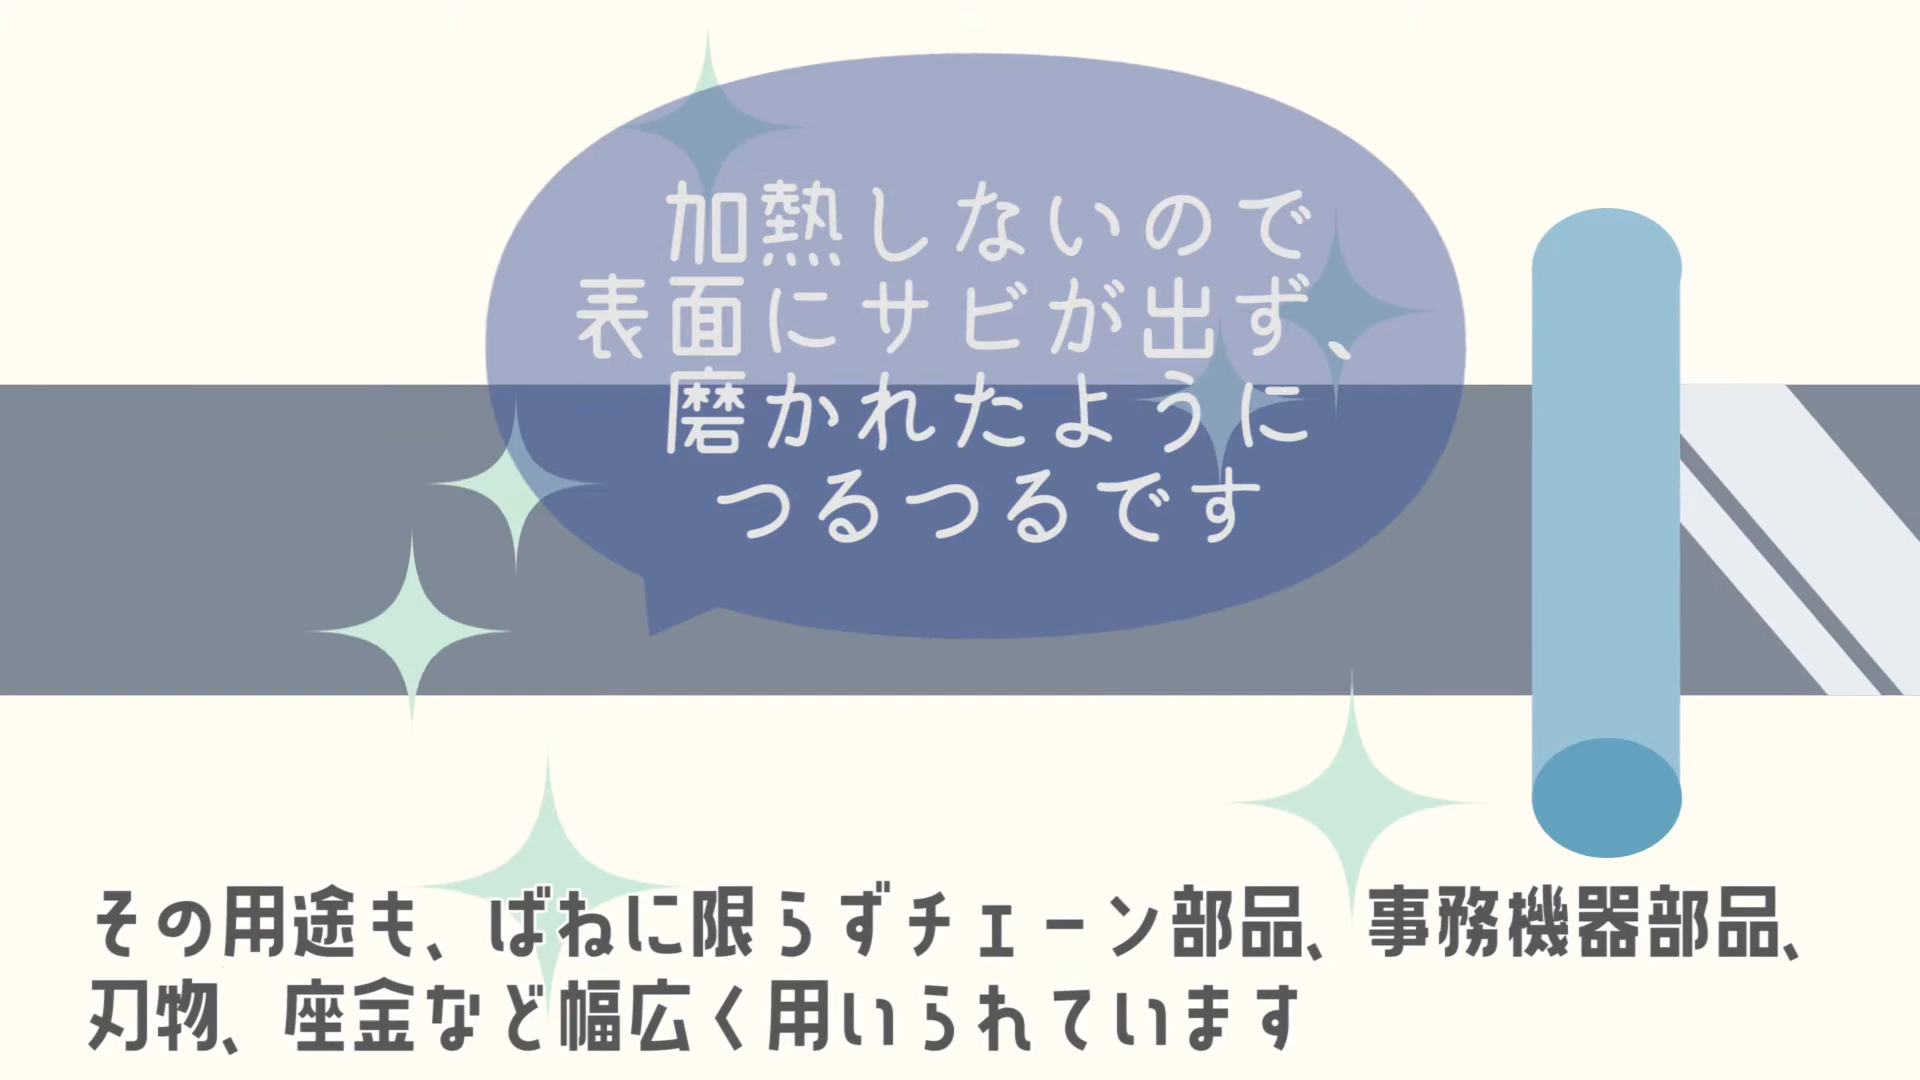 加熱しないので
表面にサビが出ず、
磨かれたように
つるつるです
その用途も、ばねに限らずチェーン部品、事務機器部品、
刃物、座金など幅広く用いられています